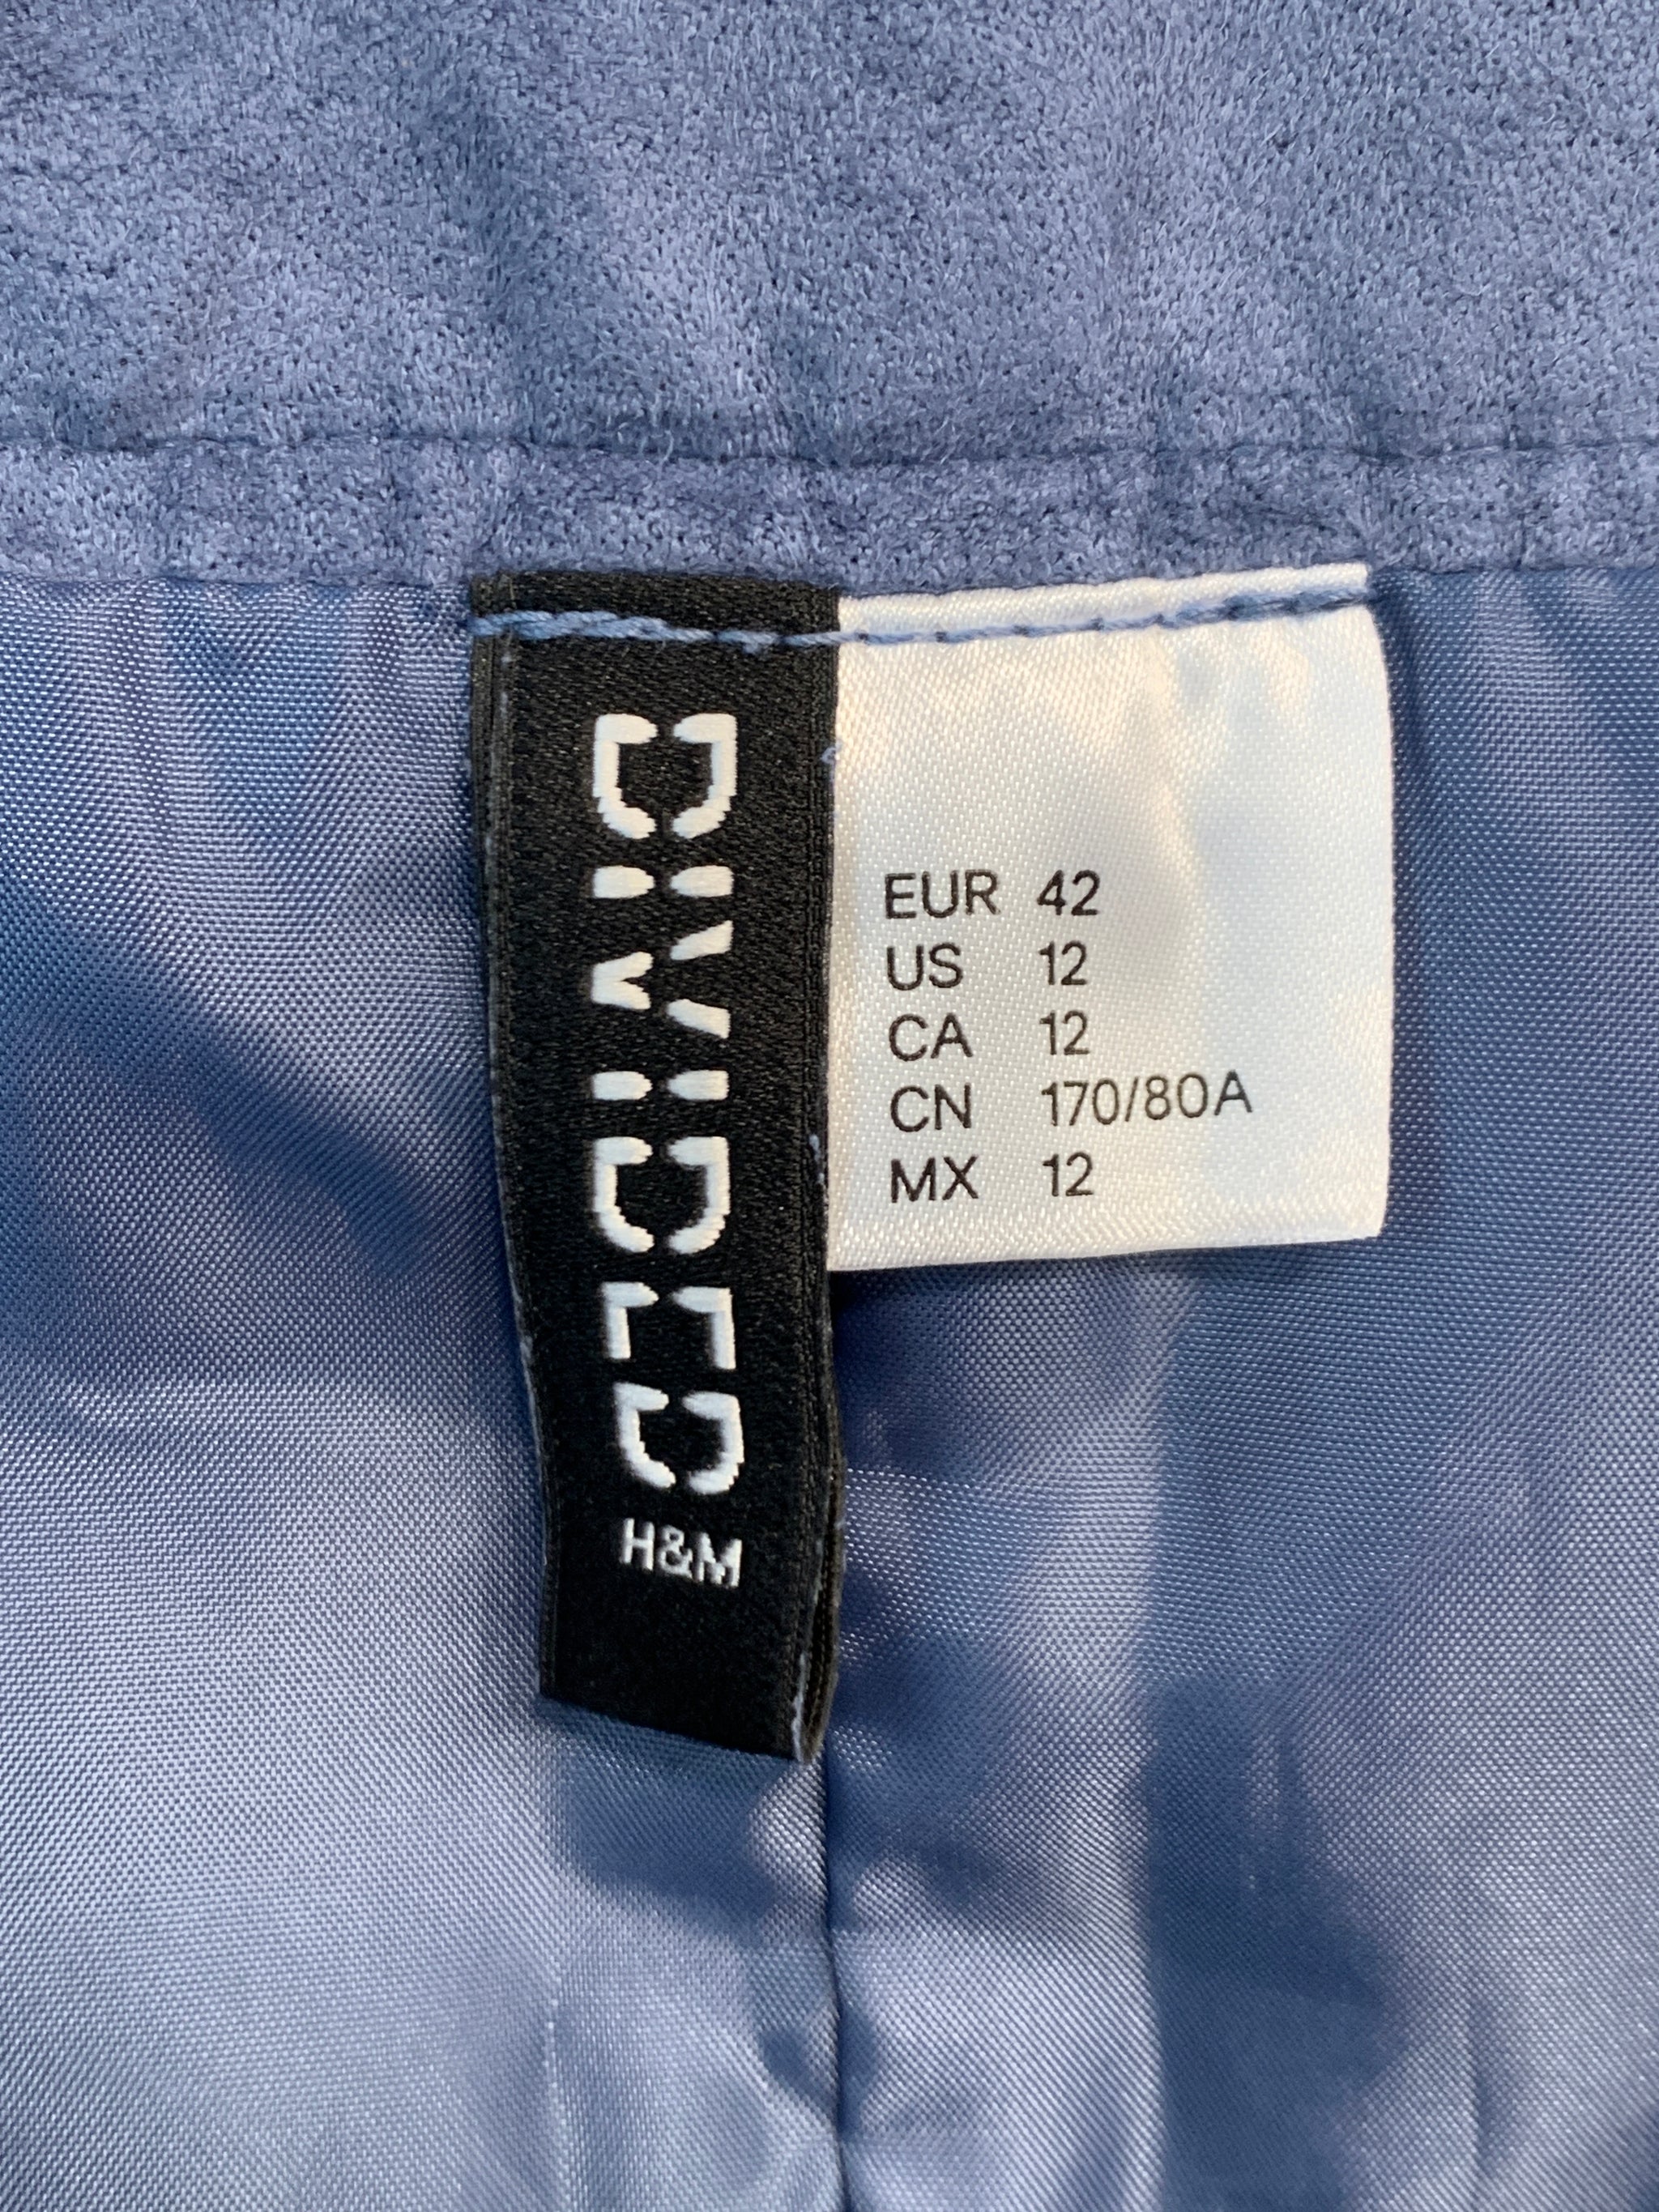 DIVIDED
H&M
EUR 42
US 12
CA 12
CN 170/80A
MX 12